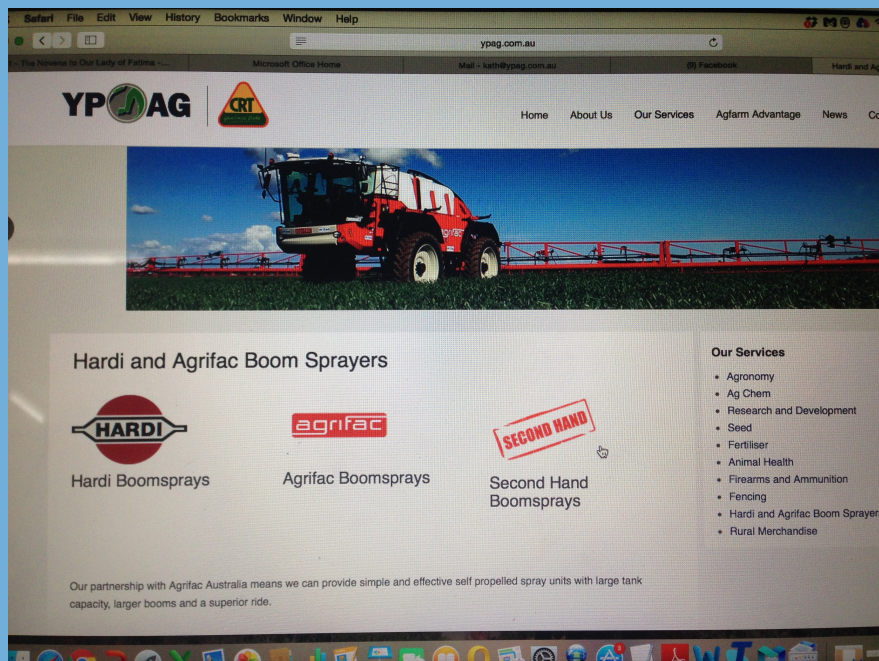 Safari File Edit View History Bookmarks Window Help
ypag.com.au
The Novena to Our Lady of Fatima -...
Microsoft Office Home
Mail - kath@ypag.com.au
(9) Facebook
Hardi and Ag
YP AG
CRT
Home About Us Our Services Agfarm Advantage News Co
agrifac
Hardi and Agrifac Boom Sprayers
HARDI
agrifac
SECOND HAND
Hardi Boomsprays
Agrifac Boomsprays
Second Hand
Boomsprays
Our partnership with Agrifac Australia means we can provide simple and effective self propelled spray units with large tank
capacity, larger booms and a superior ride.
Our Services
Agronomy
Ag Chem
Research and Development
Seed
Fertiliser
Animal Health
Firearms and Ammunition
Fencing
Hardi and Agrifac Boom Sprayer
Rural Merchandise
3